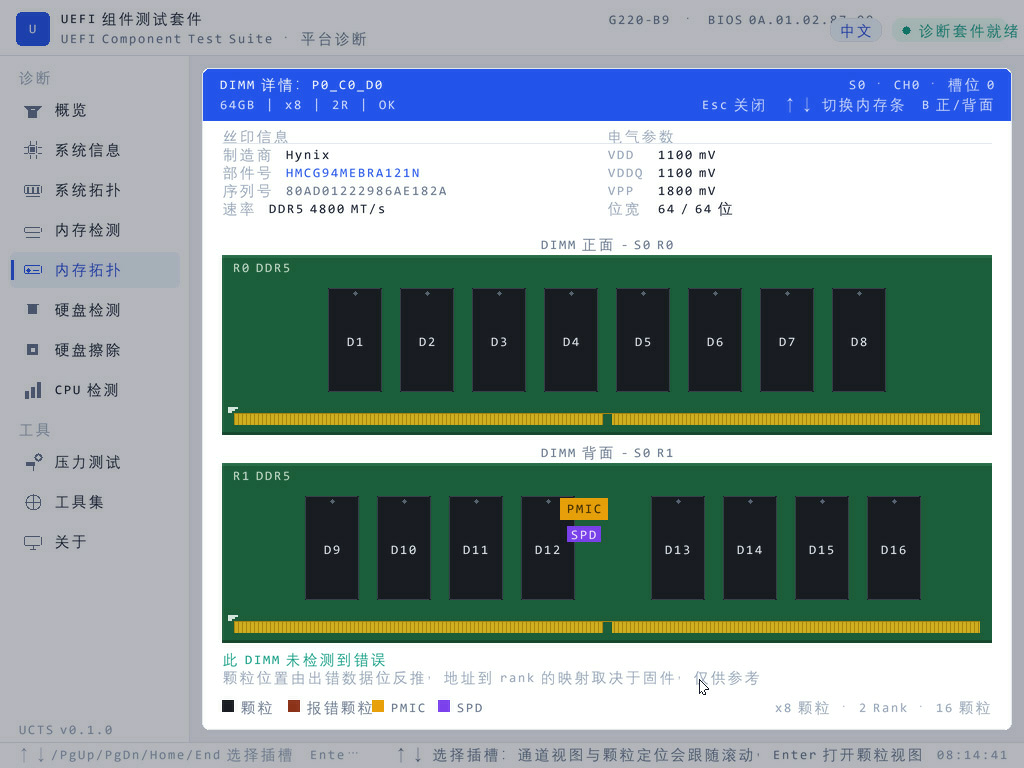 U
UEFI 组件测试套件
UEFI Component Test Suite · 平台诊断
G220-B9 · BIOS 0A.01.02.87
中文
诊断套件就绪
诊断
概览
系统信息
系统拓扑
内存检测
内存拓扑
硬盘检测
硬盘擦除
CPU 检测
工具
压力测试
工具集
关于
UCTS v0.1.0
DIMM 详情: P0_C0_D0
S0 · CH0 · 槽位 0
64GB | x8 | 2R | OK
Esc 关闭 ↑↓ 切换内存条 B 正/背面
丝印信息
电气参数
制造商 Hynix
VDD 1100 mV
部件号 HMCG94MEBRA121N
VDDQ 1100 mV
序列号 80AD01222986AE182A
VPP 1800 mV
速率 DDR5 4800 MT/s
位宽 64 / 64 位
DIMM 正面 - S0 R0
R0 DDR5
D1 D2 D3 D4 D5 D6 D7 D8
DIMM 背面 - S0 R1
R1 DDR5
PMIC
SPD
D9 D10 D11 D12 D13 D14 D15 D16
此 DIMM 未检测到错误
颗粒位置由出错数据位反推, 地址到 rank 的映射取决于固件, 仅供参考
颗粒 报错颗粒 PMIC SPD
x8 颗粒 · 2 Rank · 16 颗粒
↑↓/PgUp/PgDn/Home/End 选择插槽 Ente…
↑↓ 选择插槽: 通道视图与颗粒定位会跟随滚动, Enter 打开颗粒视图
08:14:41